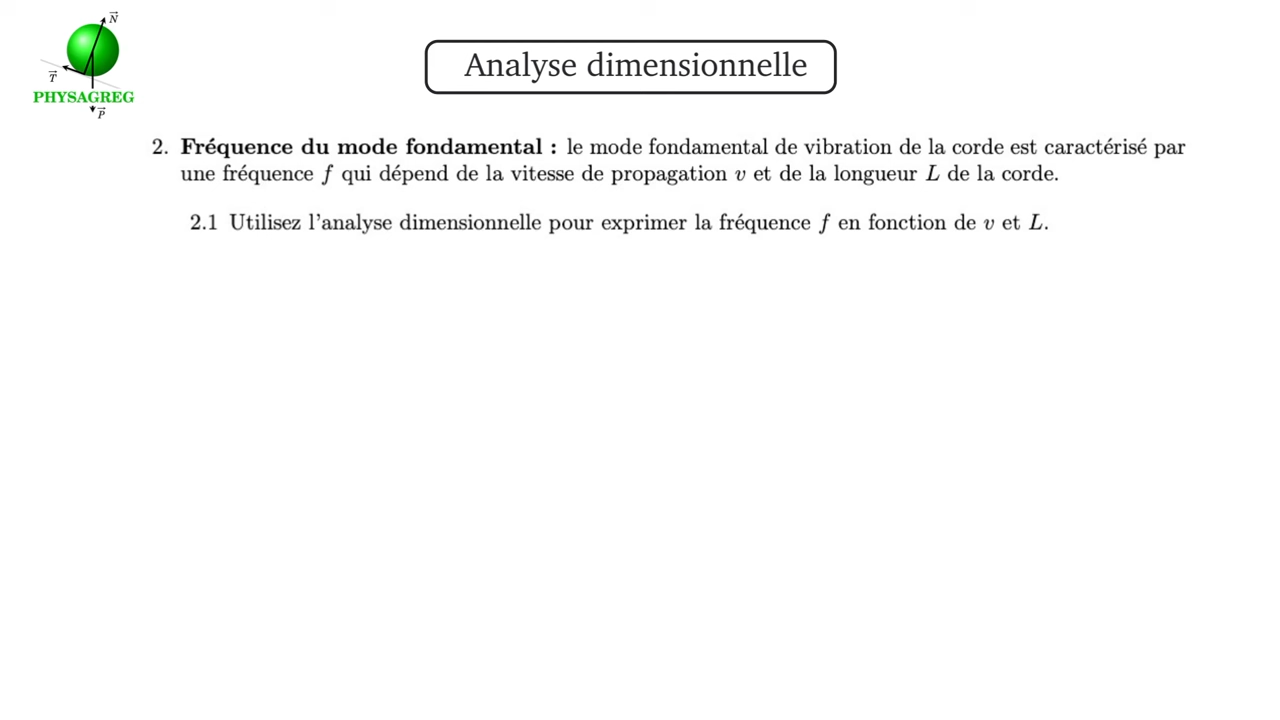 N
T
PHYSAGREG
P
Analyse dimensionnelle
2. Fréquence du mode fondamental : le mode fondamental de vibration de la corde est caractérisé par
une fréquence f qui dépend de la vitesse de propagation v et de la longueur L de la corde.
2.1 Utilisez l'analyse dimensionnelle pour exprimer la fréquence f en fonction de v et L.